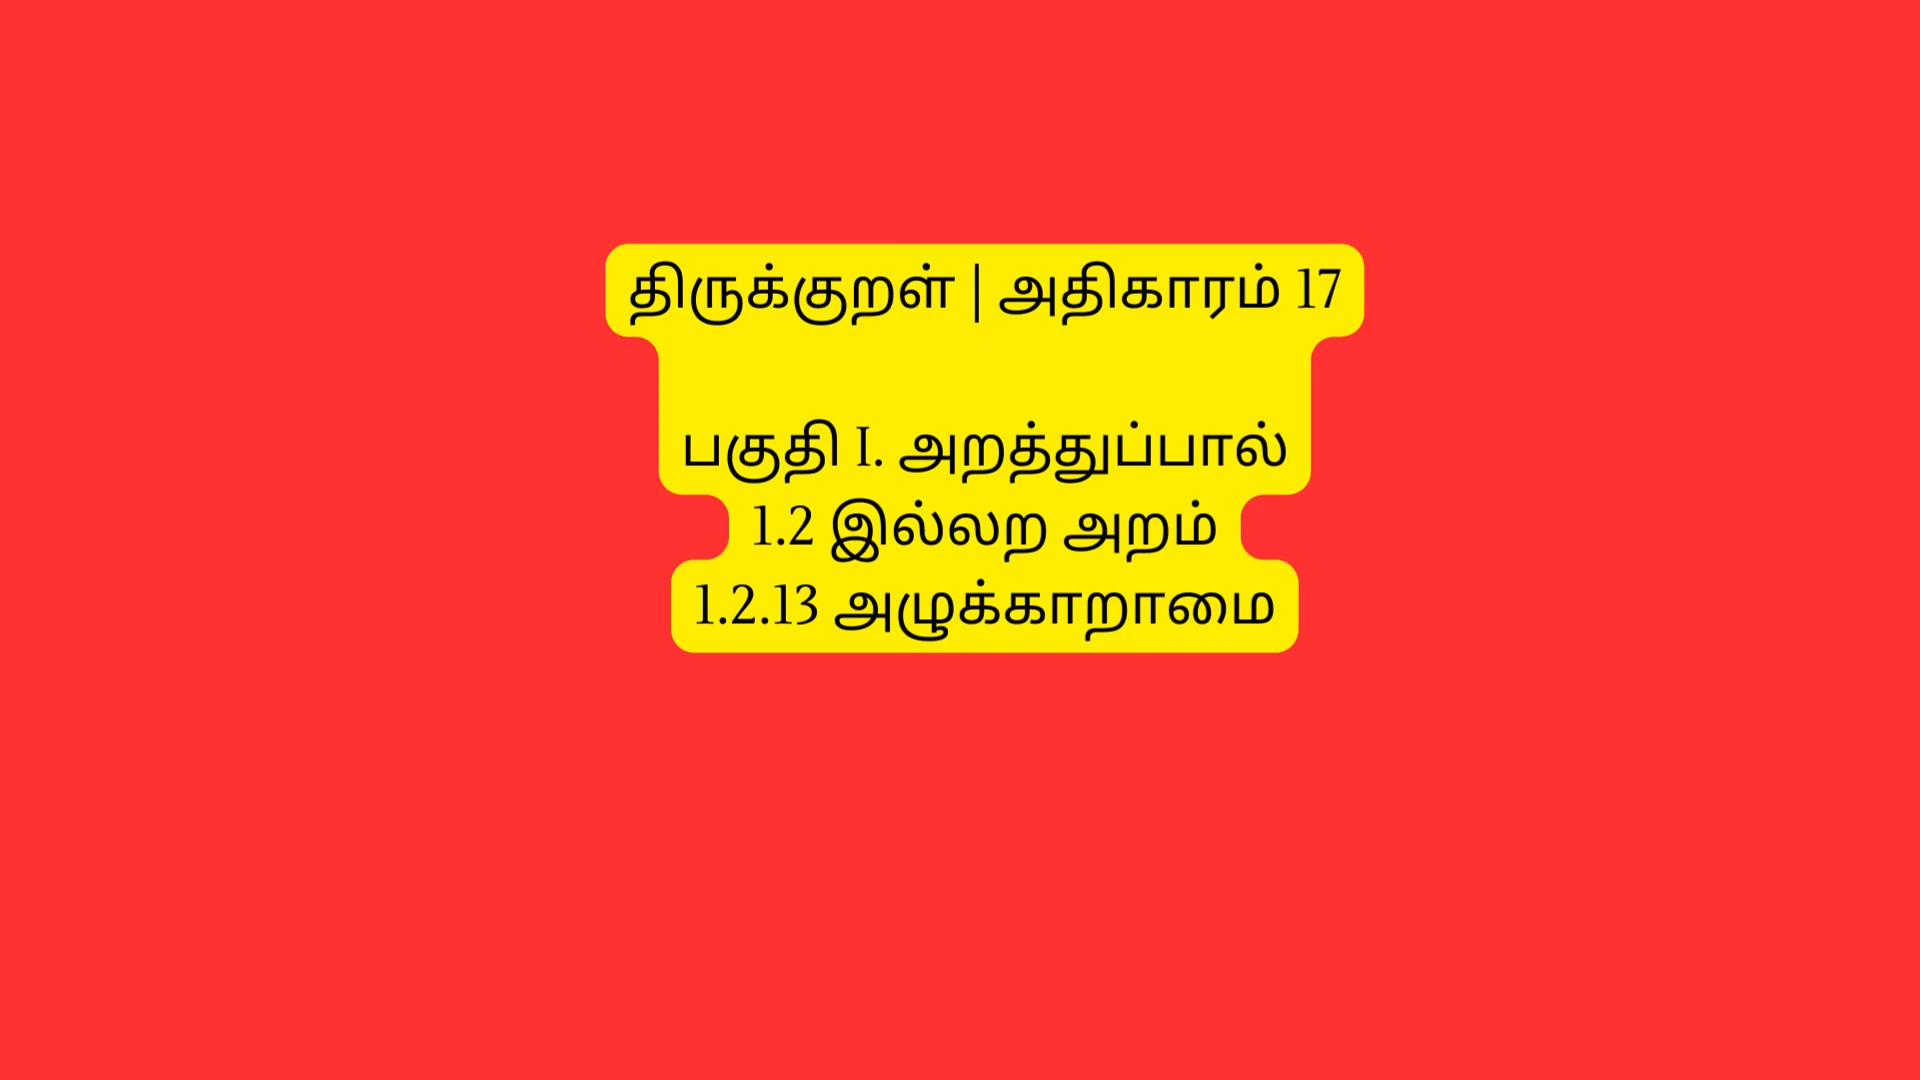 திருக்குறள் | அதிகாரம் 17
பகுதி I. அறத்துப்பால்
1.2 இல்லற அறம்
1.2.13 அழுக்காறாமை